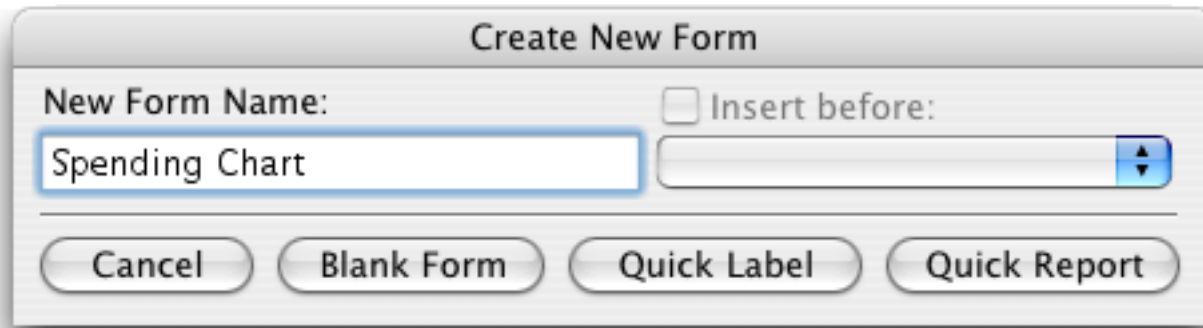 Create New Form
New Form Name:
Insert before:
Spending Chart
Cancel
Blank Form
Quick Label
Quick Report